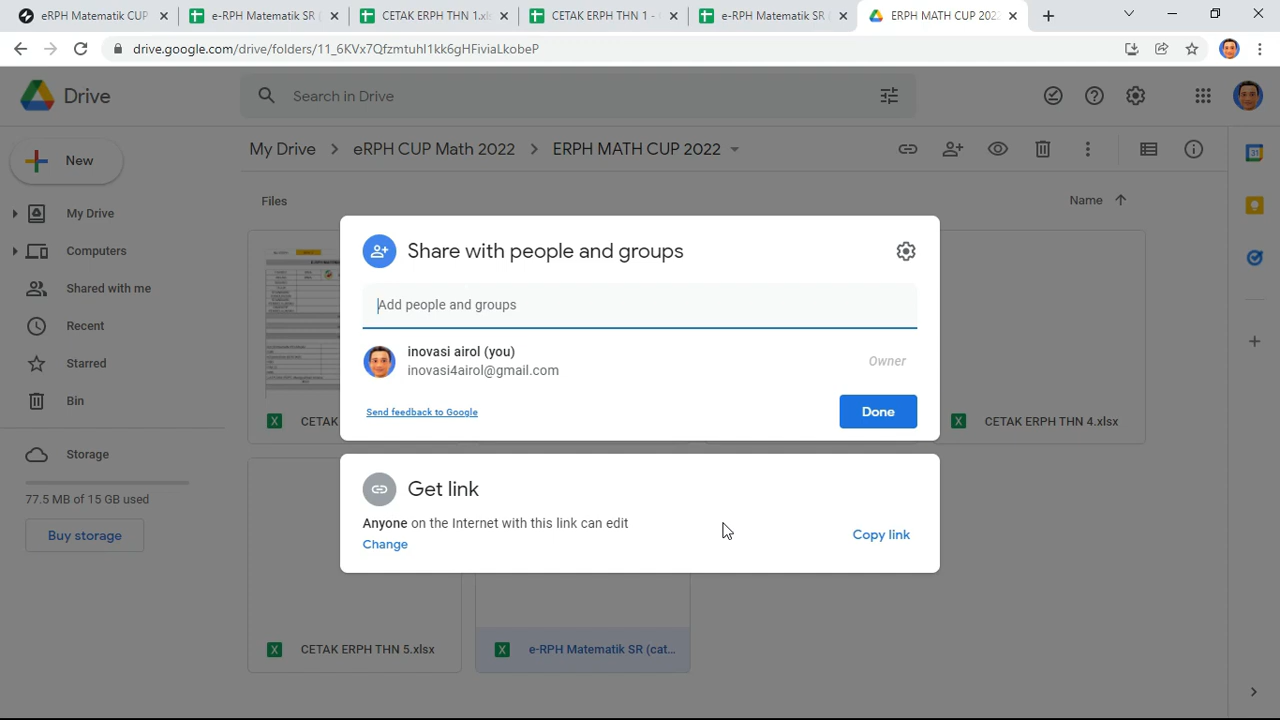 eRPH Matematik CUP
e-RPH Matematik SR (
CETAK ERPH THN 1.xl
CETAK ERPH THN 1 -
e-RPH Matematik SR (
ERPH MATH CUP 202
drive.google.com/drive/folders/11_6KVx7Qfzmtuhl1kk6gHFiviaLkobeP
Drive
Search in Drive
New
My Drive
eRPH CUP Math 2022
ERPH MATH CUP 2022
My Drive
Computers
Shared with me
Recent
Starred
Bin
Storage
77.5 MB of 15 GB used
Buy storage
Files
Name
Share with people and groups
Add people and groups
inovasi airol (you)
inovasi4airol@gmail.com
Owner
Send feedback to Google
Done
CETAK
CETAK ERPH THN 4.xlsx
Get link
Anyone on the Internet with this link can edit
Change
Copy link
CETAK ERPH THN 5.xlsx
e-RPH Matematik SR (cat...
31